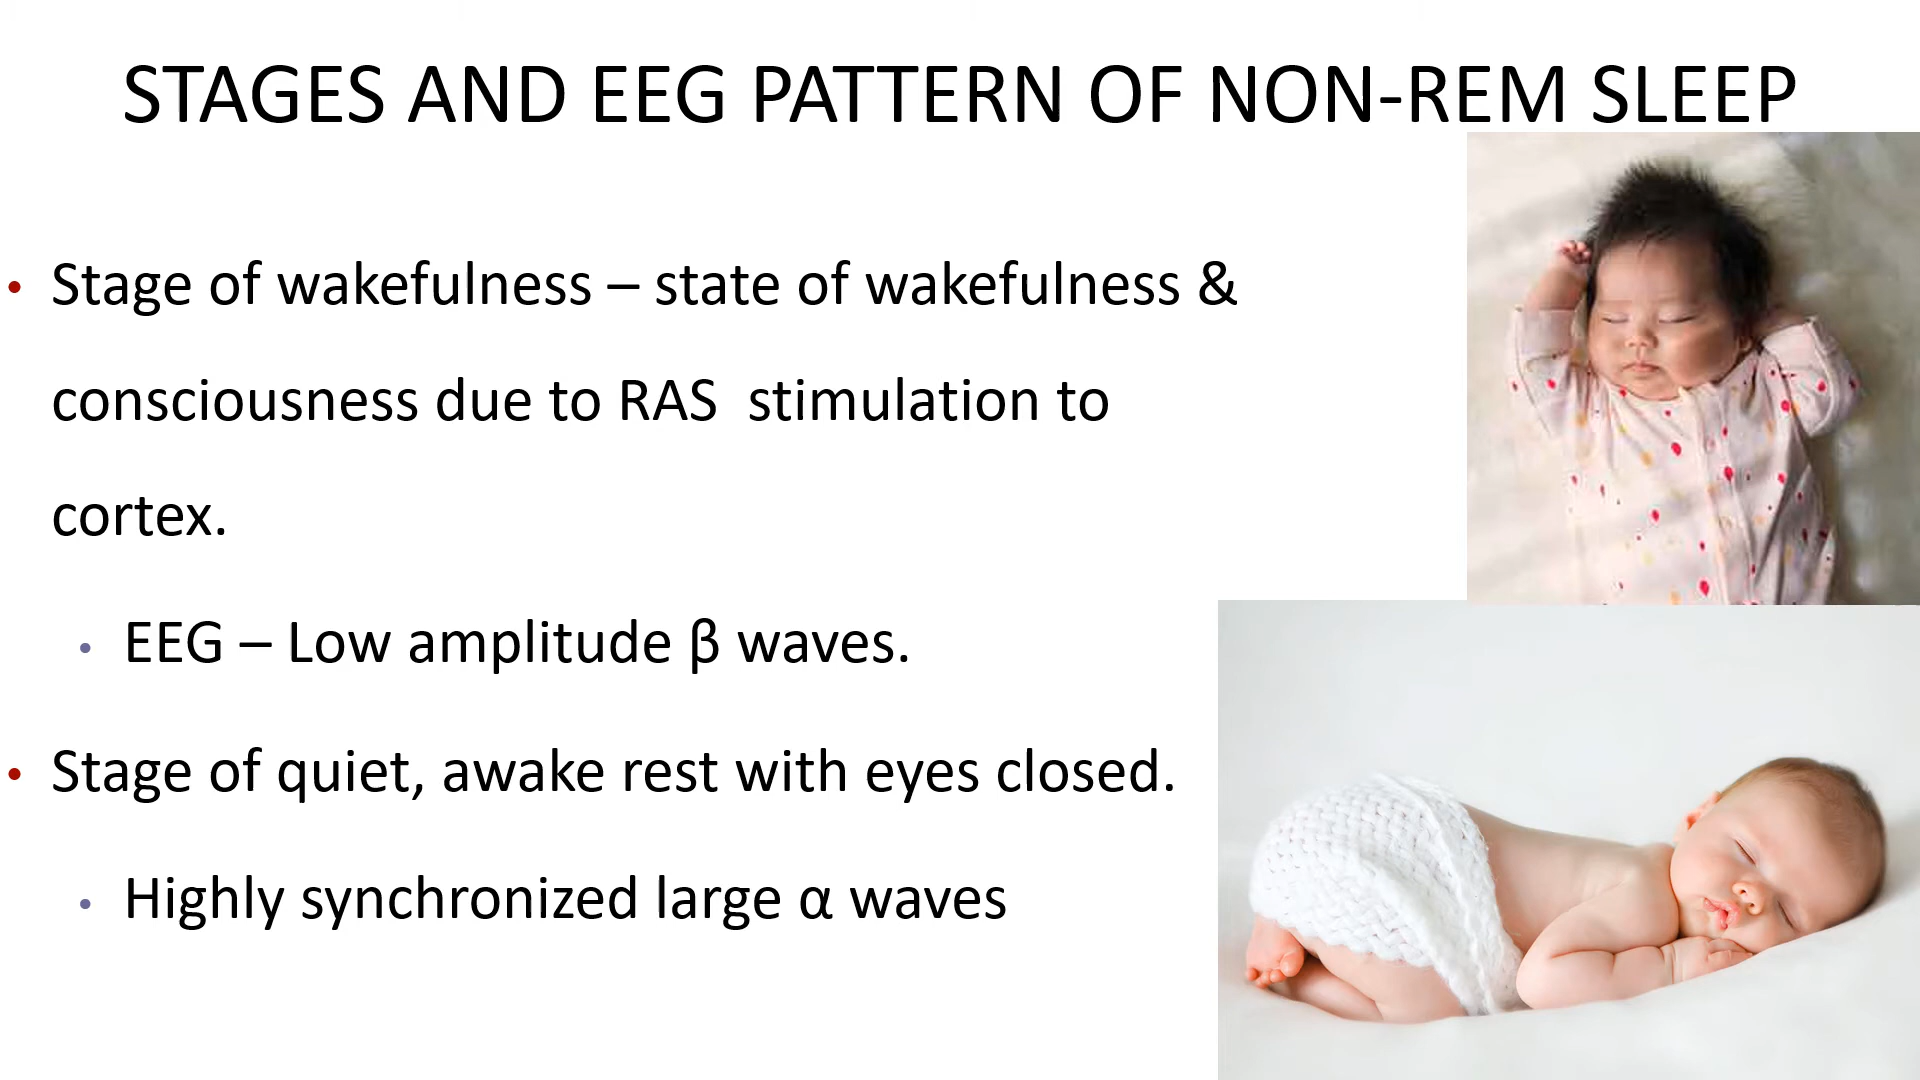 STAGES AND EEG PATTERN OF NON-REM SLEEP
• Stage of wakefulness – state of wakefulness &
consciousness due to RAS  stimulation to
cortex.
• EEG – Low amplitude β waves.
• Stage of quiet, awake rest with eyes closed.
• Highly synchronized large α waves